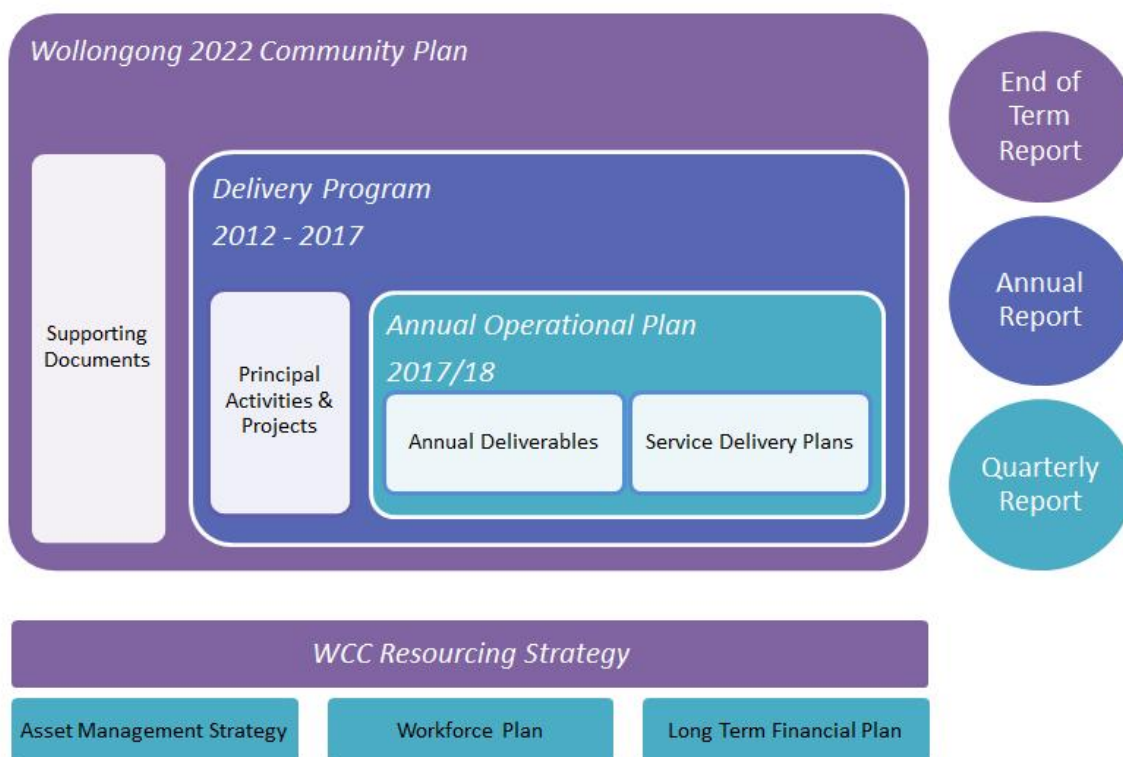 Wollongong 2022 Community Plan
End of
Term
Report
Delivery Program
2012 - 2017
Supporting
Documents
Principal
Activities &
Projects
Annual Operational Plan
2017/18
Annual Deliverables
Service Delivery Plans
Annual
Report
Quarterly
Report
WCC Resourcing Strategy
Asset Management Strategy
Workforce Plan
Long Term Financial Plan